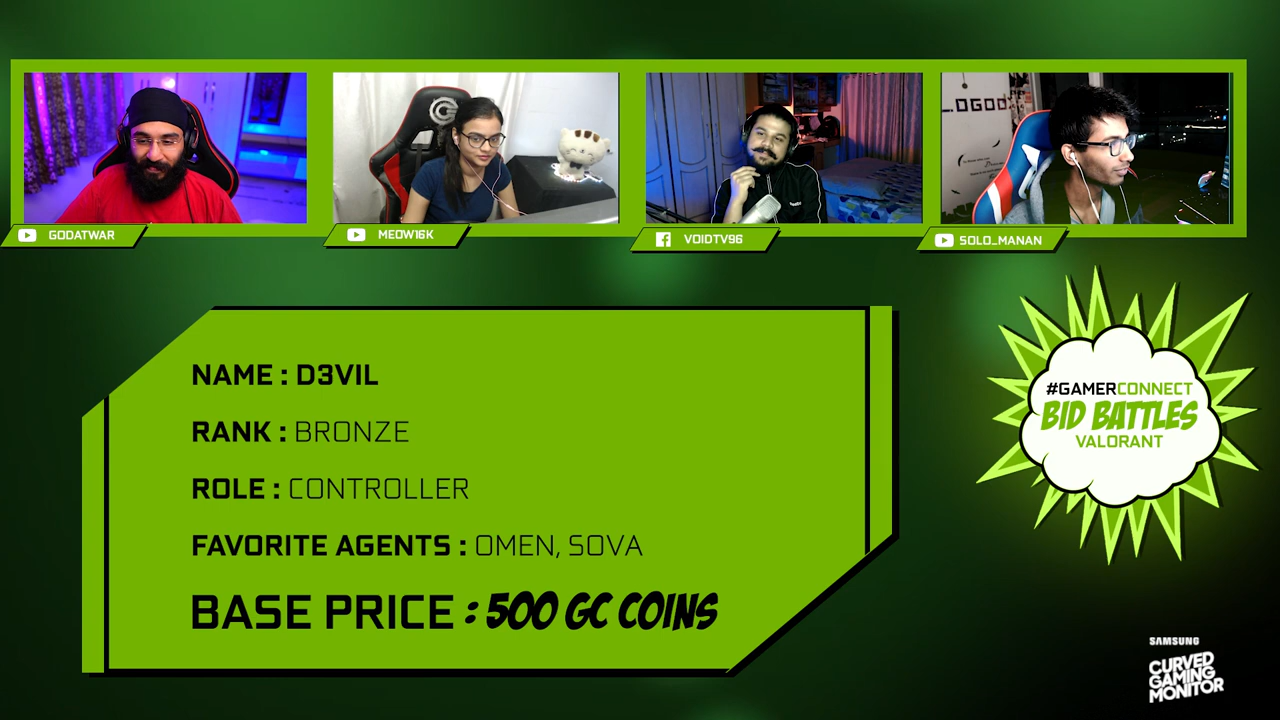 _OGOD
GODATWAR
MEOW16K
VOIDTV96
SOLO_MANAN
NAME : D3VIL
RANK : BRONZE
ROLE : CONTROLLER
FAVORITE AGENTS : OMEN, SOVA
BASE PRICE : 500 GC COINS
#GAMERCONNECT
BID BATTLES
VALORANT
SAMSUNG
CURVED
GAMING
MONITOR